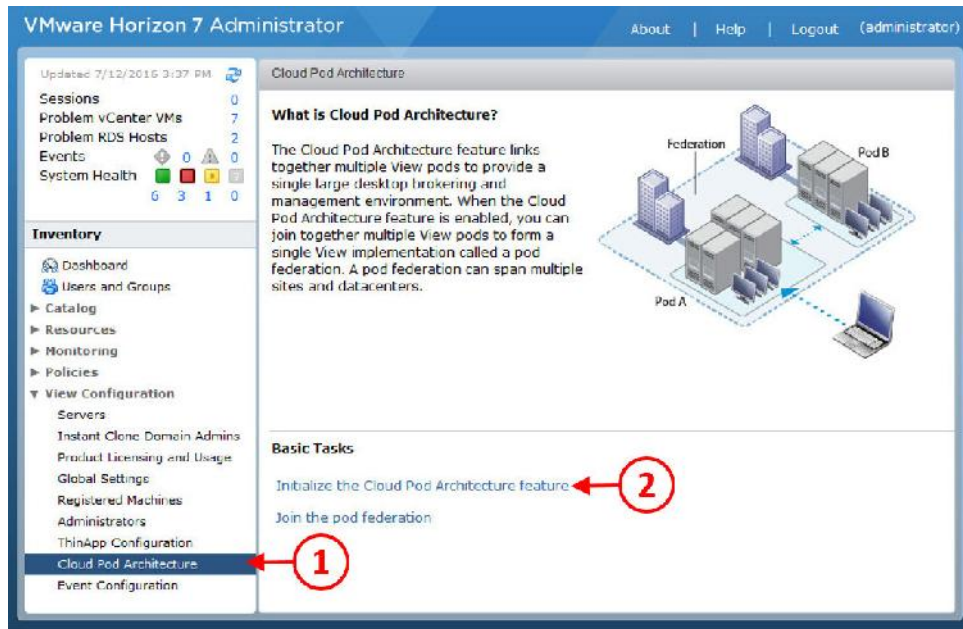 VMware Horizon 7 Administrator
About | Help | Logout (administrator)
Updated 7/12/2016 3:37 PM
Sessions 0
Problem vCenter VMs 7
Problem RDS Hosts 2
Events 0 0
System Health
6 3 1 0
Inventory
Dashboard
Users and Groups
Catalog
Resources
Monitoring
Policies
View Configuration
Servers
Instant Clone Domain Admins
Product Licensing and Usage
Global Settings
Registered Machines
Administrators
ThinApp Configuration
Cloud Pod Architecture
Event Configuration
1
Cloud Pod Architecture
What is Cloud Pod Architecture?
The Cloud Pod Architecture feature links
together multiple View pods to provide a
single large desktop brokering and
management environment. When the Cloud
Pod Architecture feature is enabled, you can
join together multiple View pods to form a
single View implementation called a pod
federation. A pod federation can span multiple
sites and datacenters.
Federation
Pod B
Pod A
Basic Tasks
Initialize the Cloud Pod Architecture feature
2
Join the pod federation